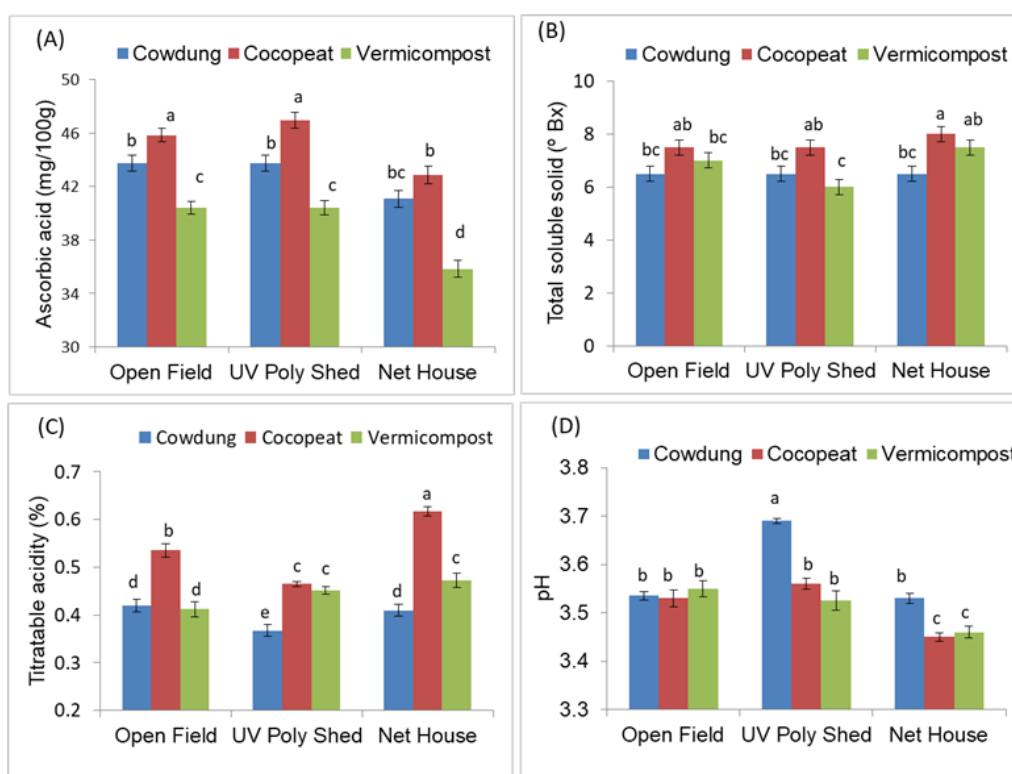 (A)
Cowdung Cocopeat Vermicompost
Ascorbic acid (mg/100g)
50
46
42
38
34
30
b a c b a c bc b d
Open Field UV Poly Shed Net House
(B)
Cowdung Cocopeat Vermicompost
Total soluble solid (º Bx)
10
8
6
4
2
0
bc ab bc bc ab c bc a ab
Open Field UV Poly Shed Net House
(C)
Cowdung Cocopeat Vermicompost
Titratable acidity (%)
0.7
0.6
0.5
0.4
0.3
0.2
d b d e c c d a c
Open Field UV Poly Shed Net House
(D)
Cowdung Cocopeat Vermicompost
pH
3.8
3.7
3.6
3.5
3.4
3.3
b b b a b b b c c
Open Field UV Poly Shed Net House